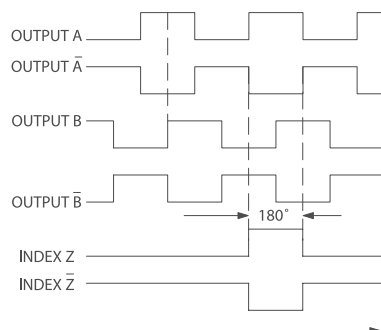 OUTPUT A
OUTPUT A̅
OUTPUT B
OUTPUT B̅
180°
INDEX Z
INDEX Z̅